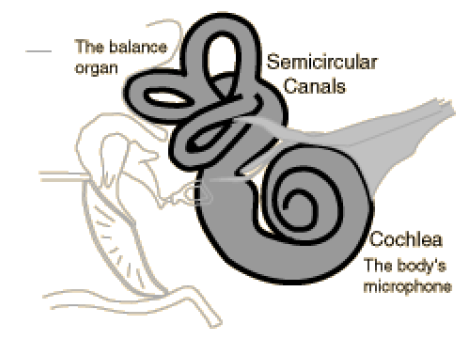 The balance
organ
Semicircular
Canals
Cochlea
The body's
microphone